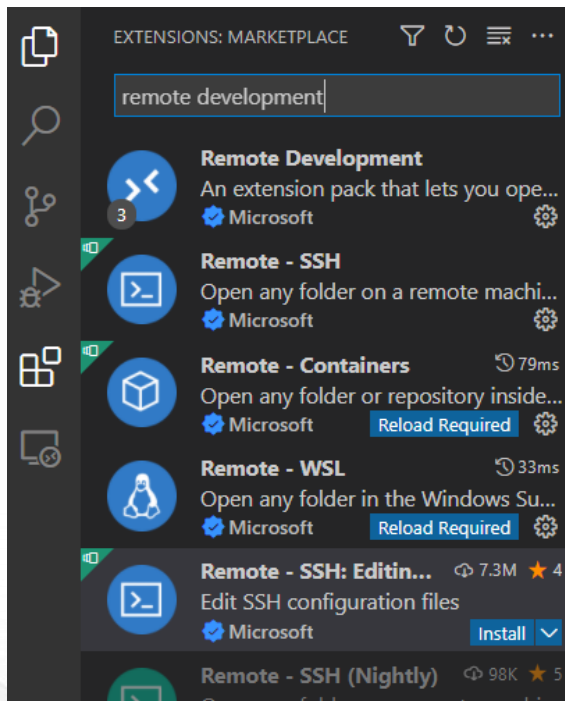 EXTENSIONS: MARKETPLACE
remote development
Remote Development
An extension pack that lets you ope...
3
Microsoft
Remote - SSH
Open any folder on a remote machi...
Microsoft
Remote - Containers 79ms
Open any folder or repository inside...
Microsoft Reload Required
Remote - WSL 33ms
Open any folder in the Windows Su...
Microsoft Reload Required
Remote - SSH: Editin... 7.3M ★ 4
Edit SSH configuration files
Microsoft Install
Remote - SSH (Nightly) 98K ★ 5